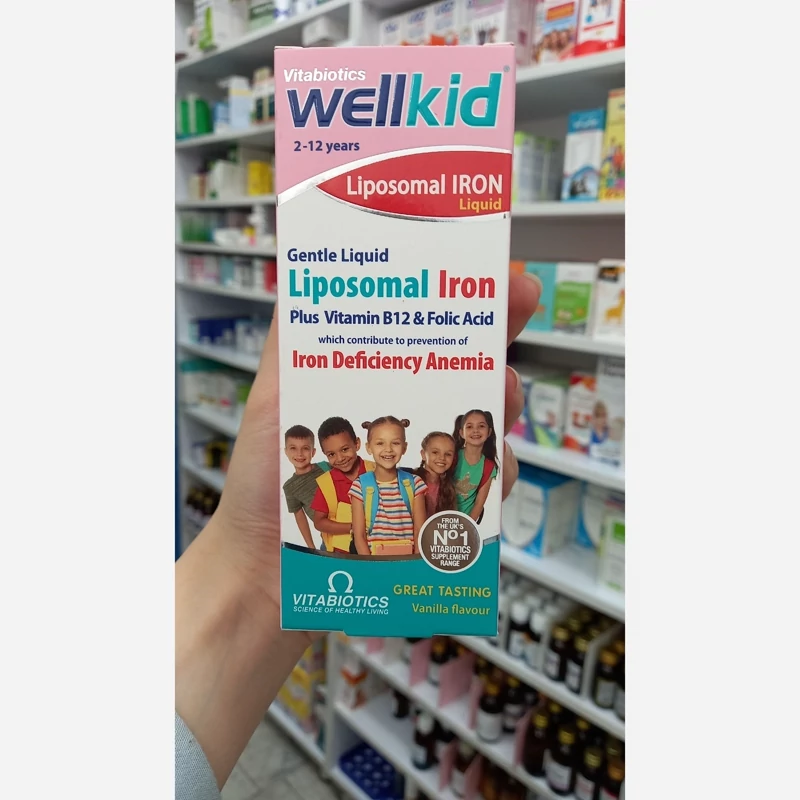 Vitabiotics
wellkid®
2-12 years
Liposomal IRON
Liquid
Gentle Liquid
Liposomal Iron
Plus Vitamin B12 & Folic Acid
which contribute to prevention of
Iron Deficiency Anemia
FROM
THE UK'S
Nº1
VITABIOTICS
SUPPLEMENT
RANGE
VITABIOTICS
SCIENCE OF HEALTHY LIVING
GREAT TASTING
Vanilla flavour